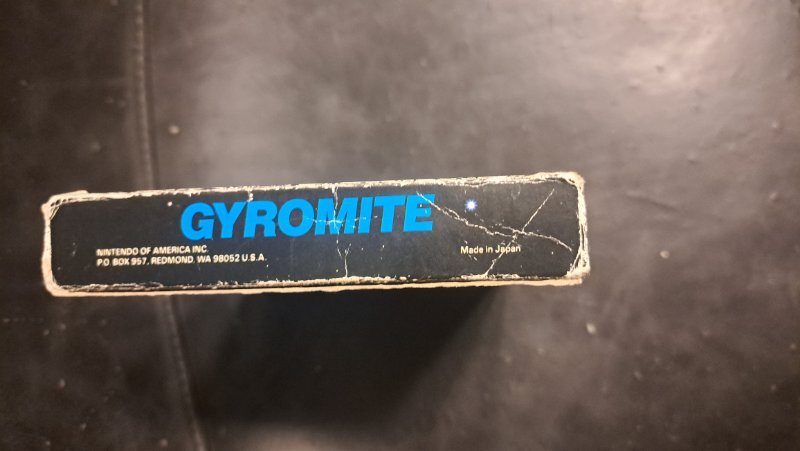 GYROMITE
NINTENDO OF AMERICA INC.
P.O. BOX 957, REDMOND, WA 98052 U.S.A.
Made in Japan